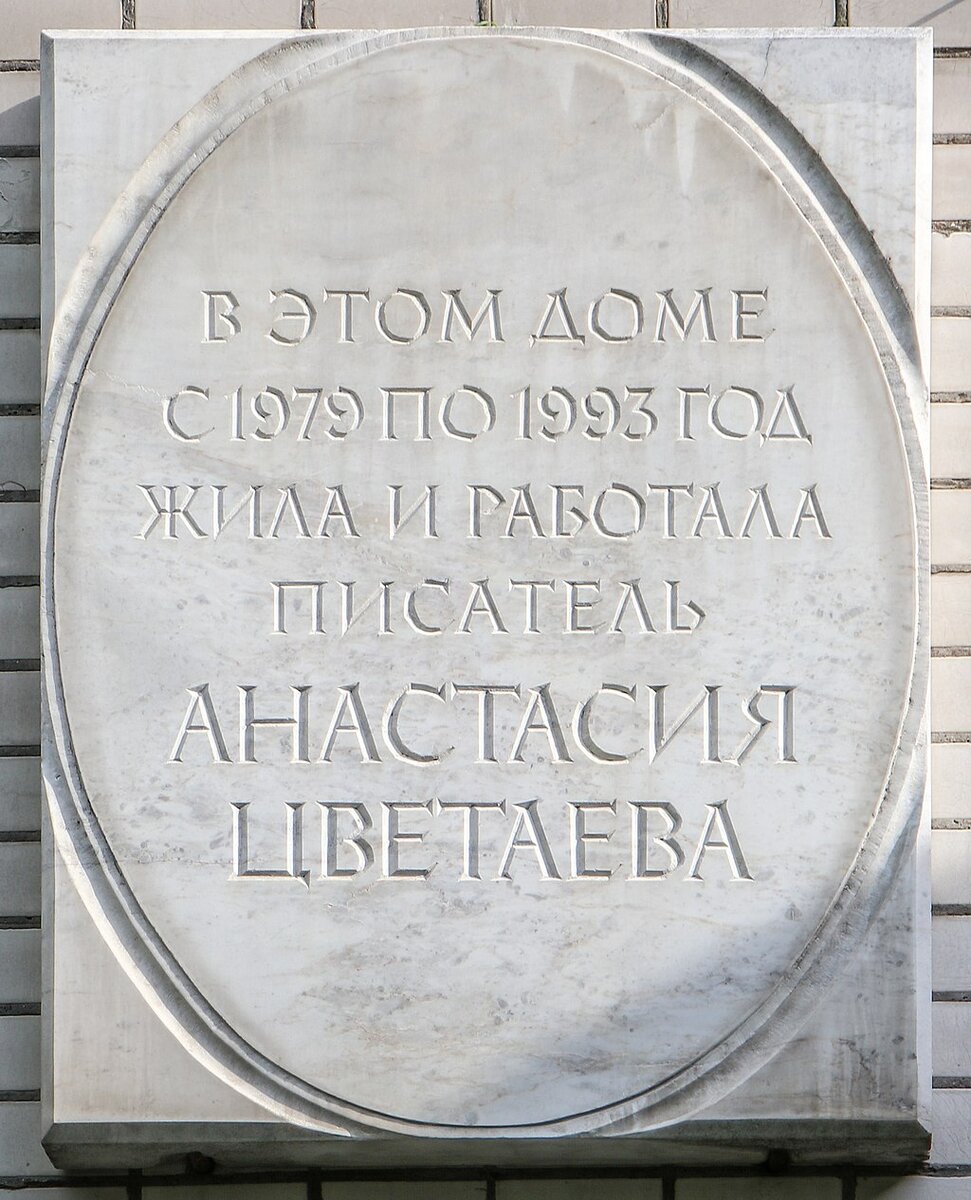 В ЭТОМ ДОМЕ
С 1979 ПО 1993 ГОД
ЖИЛА И РАБОТАЛА
ПИСАТЕЛЬ
АНАСТАСИЯ
ЦВЕТАЕВА